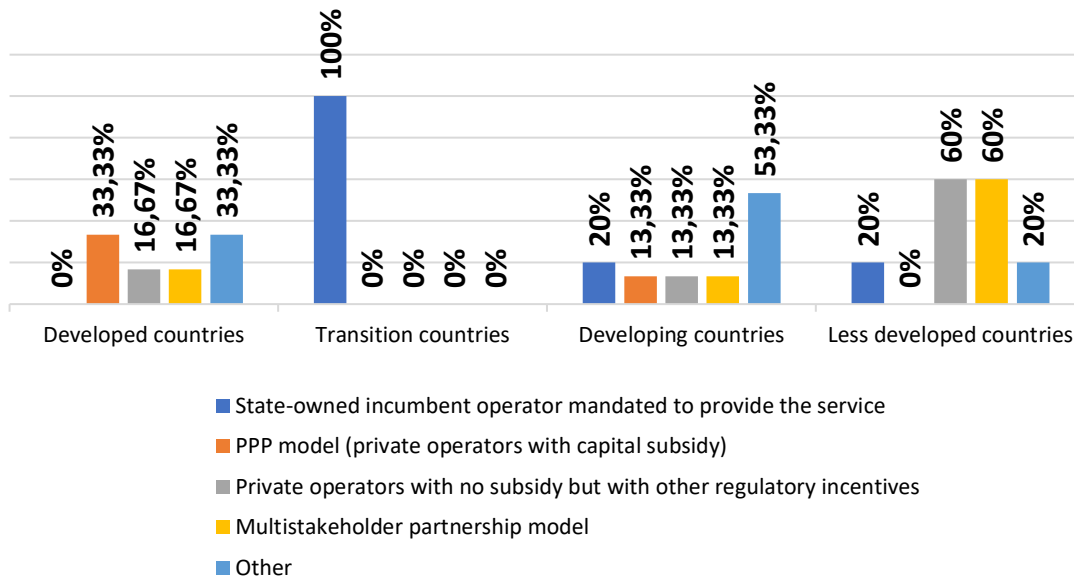 0%
33,33%
16,67%
16,67%
33,33%
100%
0%
0%
0%
0%
20%
13,33%
13,33%
13,33%
53,33%
20%
0%
60%
60%
20%
Developed countries
Transition countries
Developing countries
Less developed countries
State-owned incumbent operator mandated to provide the service
PPP model (private operators with capital subsidy)
Private operators with no subsidy but with other regulatory incentives
Multistakeholder partnership model
Other